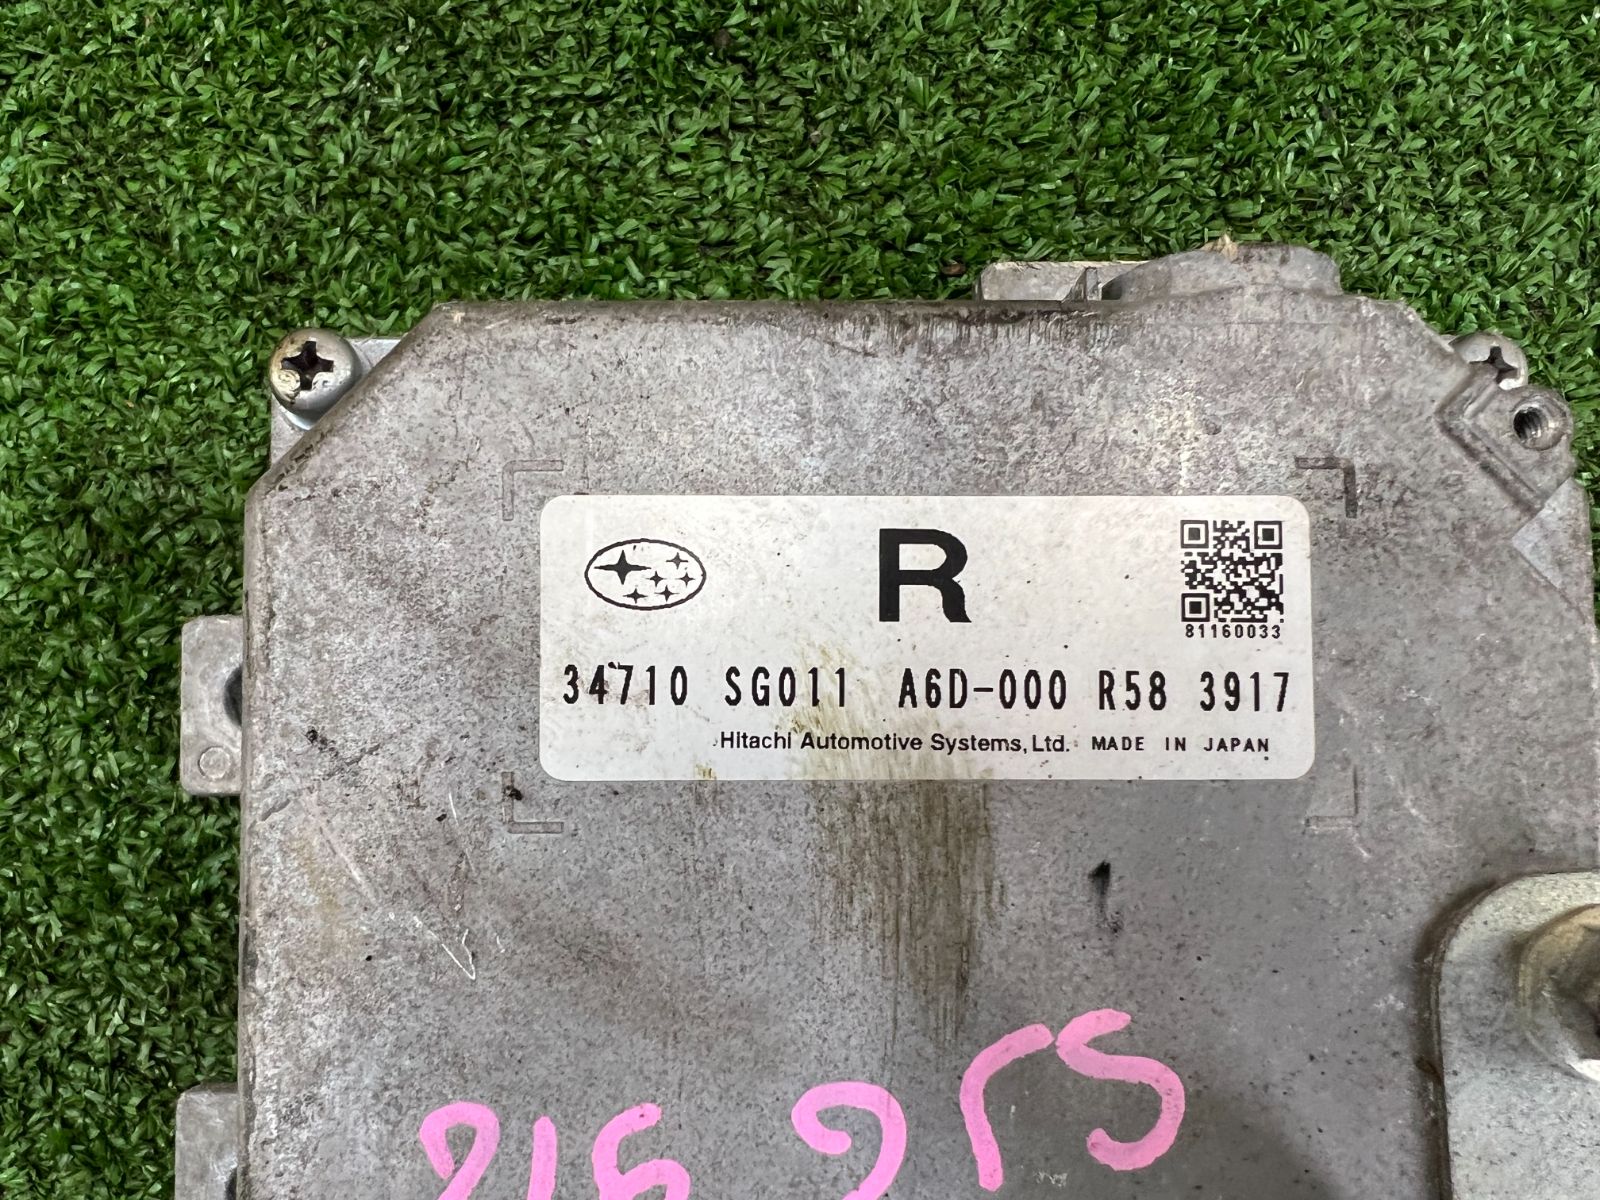 R
81160033
34710 SG011 A6D-000 R58 3917
Hitachi Automotive Systems, Ltd. MADE IN JAPAN